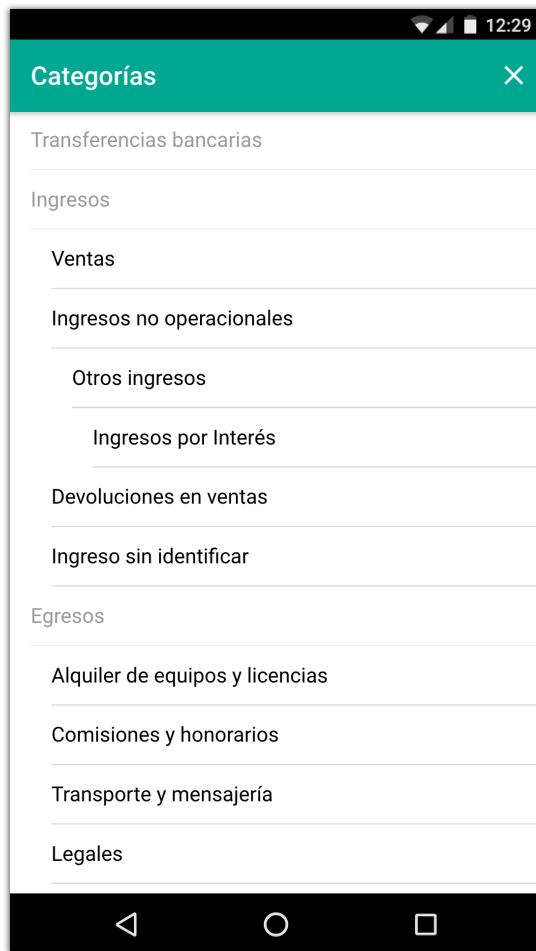 12:29
Categorías
Transferencias bancarias
Ingresos
Ventas
Ingresos no operacionales
Otros ingresos
Ingresos por Interés
Devoluciones en ventas
Ingreso sin identificar
Egresos
Alquiler de equipos y licencias
Comisiones y honorarios
Transporte y mensajería
Legales